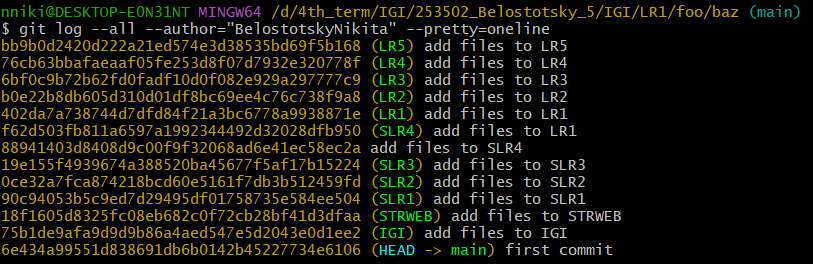 nniki@DESKTOP-EON31NT MINGW64 /d/4th_term/IGI/253502_Belostotsky_5/IGI/LR1/foo/baz (main)
$ git log --all --author="BelostotskyNikita" --pretty=oneline
bb9b0d2420d222a21ed574e3d38535bd69f5b168 (LR5) add files to LR5
76cb63bbafaeaaf05fe253d8f07d7932e320778f (LR4) add files to LR4
6bf0c9b72b62fd0fadf10d0f082e929a297777c9 (LR3) add files to LR3
b0e22b8db605d310d01df8bc69ee4c76c738f9a8 (LR2) add files to LR2
402da7a738744d7dfd84f21a3bc6778a9938871e (LR1) add files to LR1
f62d503fb811a6597a1992344492d32028dfb950 (SLR4) add files to LR1
88941403d8408d9c00f9f32068ad6e41ec58ec2a add files to SLR4
19e155f4939674a388520ba45677f5af17b15224 (SLR3) add files to SLR3
0ce32a7fca874218bcd60e5161f7db3b512459fd (SLR2) add files to SLR2
90c94053b5c9ed7d29495df01758735e584ee504 (SLR1) add files to SLR1
18f1605d8325fc08eb682c0f72cb28bf41d3dfaa (STRWEB) add files to STRWEB
75b1de9afa9d9d9b86a4aed547e5d2043e0d1ee2 (IGI) add files to IGI
6e434a99551d838691db6b0142b45227734e6106 (HEAD -> main) first commit